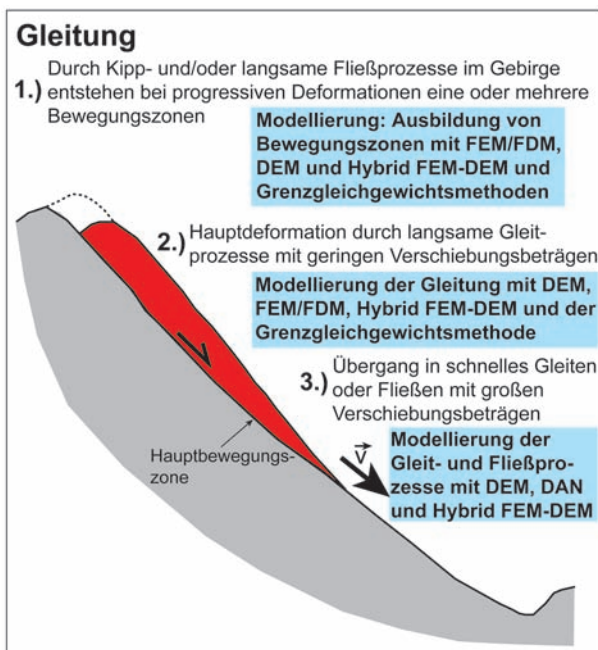 Gleitung
1.) Durch Kipp- und/oder langsame Fließprozesse im Gebirge
entstehen bei progressiven Deformationen eine oder mehrere
Bewegungszonen
Modellierung: Ausbildung von
Bewegungszonen mit FEM/FDM,
DEM und Hybrid FEM-DEM und
Grenzgleichgewichtsmethoden
2.) Hauptdeformation durch langsame Gleit-
prozesse mit geringen Verschiebungsbeträgen
Modellierung der Gleitung mit DEM,
FEM/FDM, Hybrid FEM-DEM und der
Grenzgleichgewichtsmethode
3.) Übergang in schnelles Gleiten
oder Fließen mit großen
Verschiebungsbeträgen
Hauptbewegungs-
zone
v
Modellierung der
Gleit- und Fließpro-
zesse mit DEM, DAN
und Hybrid FEM-DEM